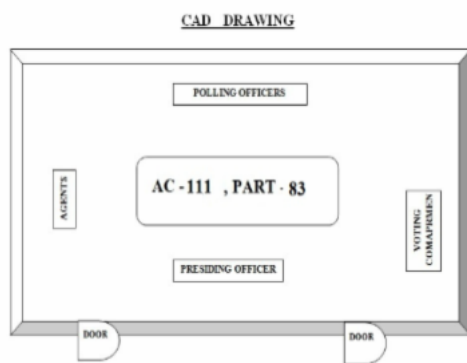 CAD DRAWING
POLLING OFFICERS
AC -111 , PART - 83
AGENTS
VOTING
COMAPRMEN
PRESIDING OFFICER
DOOR
DOOR